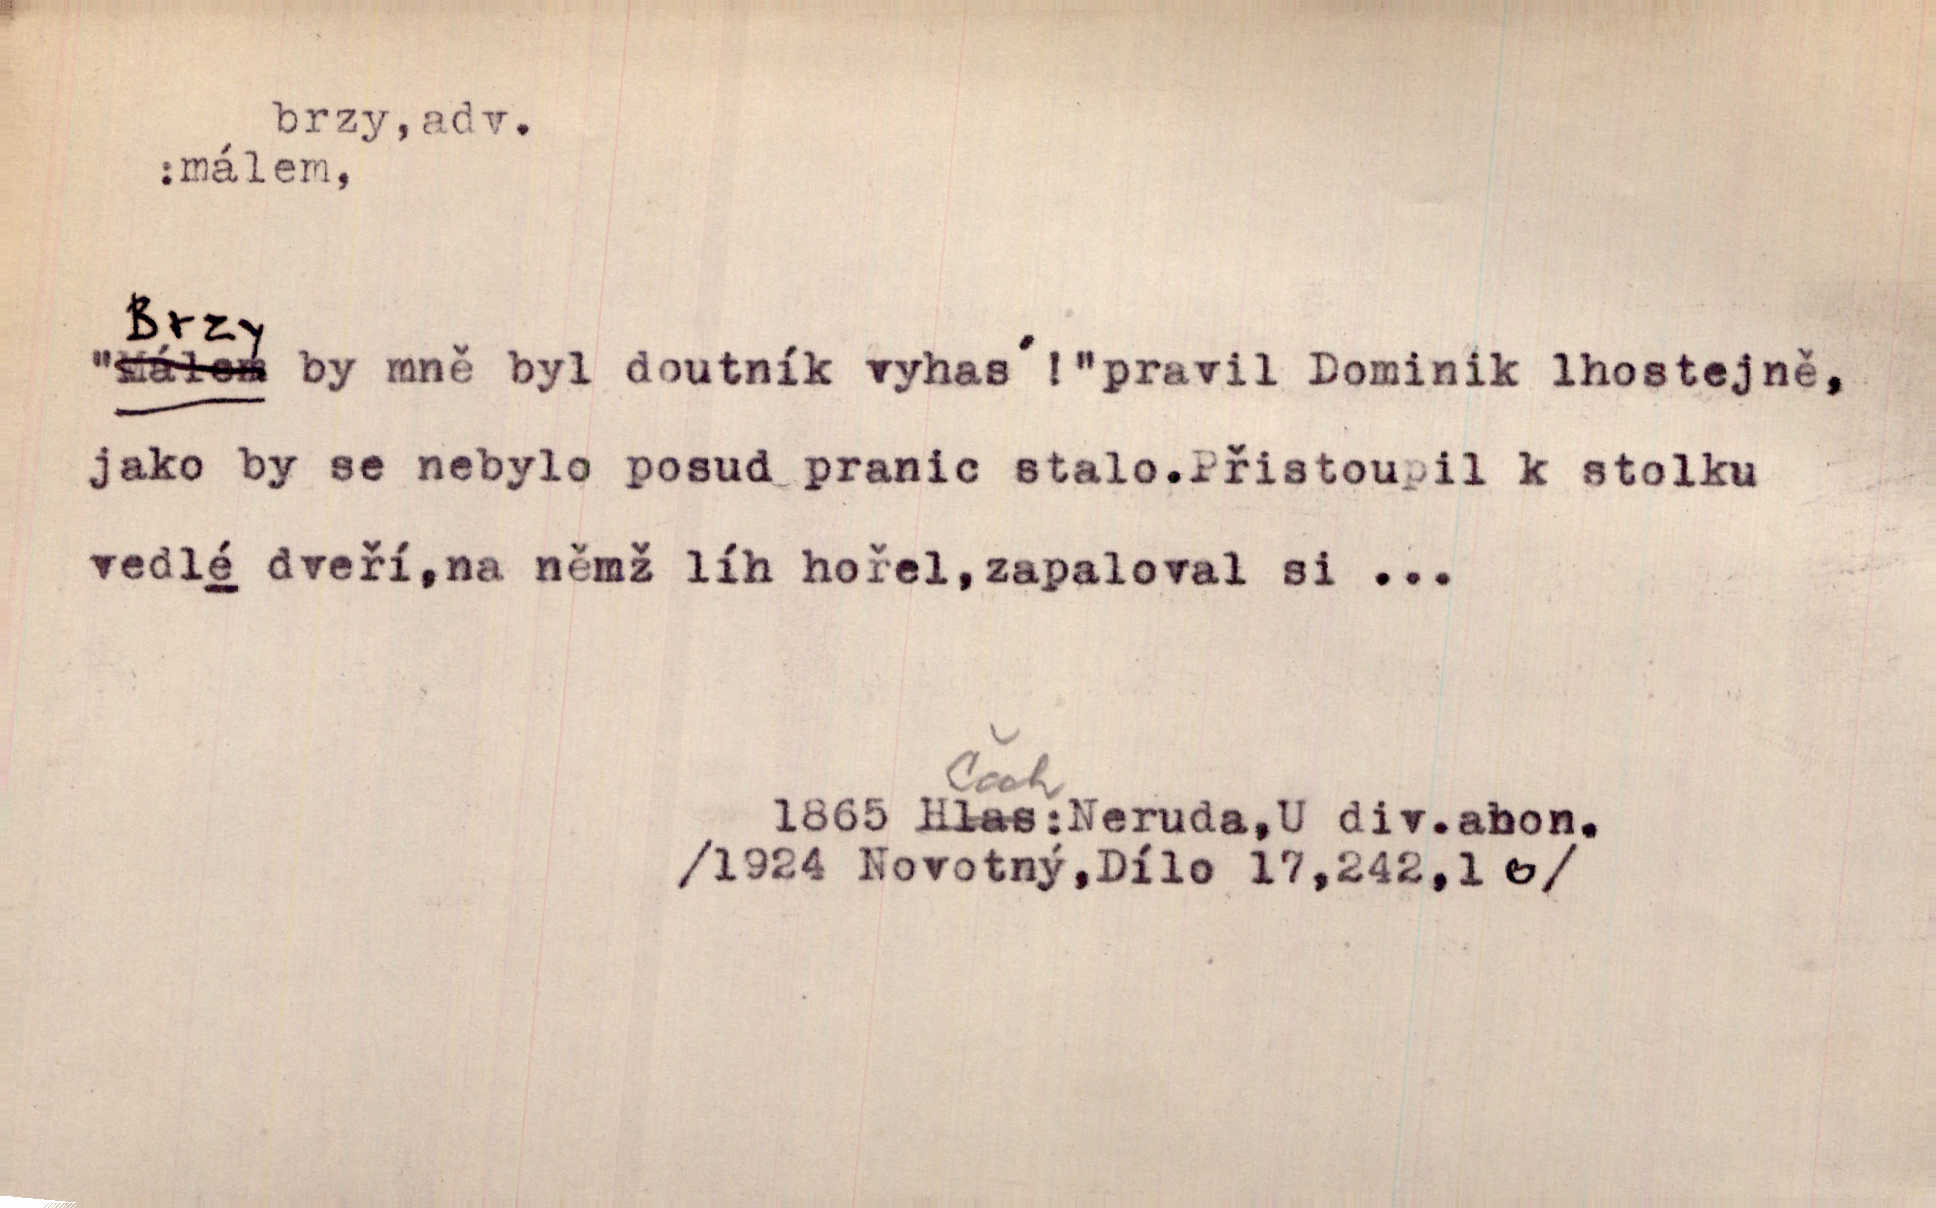 brzy,adv.
:málem,
Brzy
"Málem by mně byl doutník vyhas´!"pravil Dominik lhostejně,
jako by se nebylo posud pranic stalo.Přistoupil k stolku
vedlé dveří,na němž líh hořel,zapaloval si ...
Čech
1865 Hlas:Neruda,U div.abon.
/1924 Novotný,Dílo 17,242,1 /